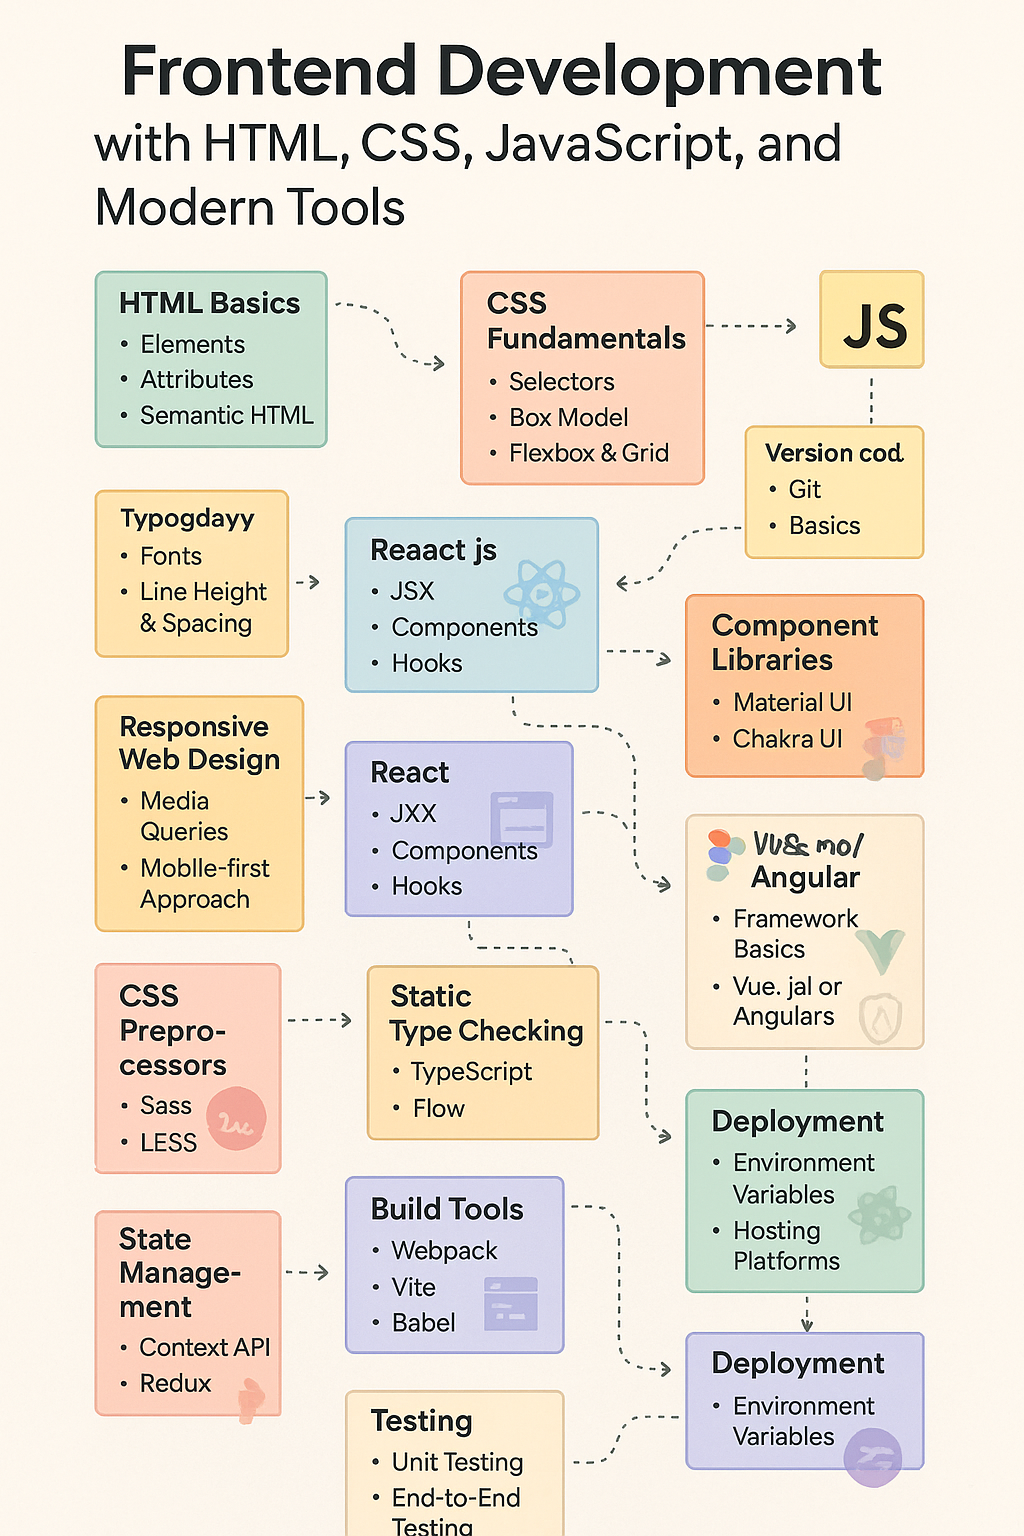 Frontend Development
with HTML, CSS, JavaScript, and
Modern Tools
HTML Basics
• Elements
• Attributes
• Semantic HTML
CSS
Fundamentals
• Selectors
• Box Model
• Flexbox & Grid
JS
Version cod
• Git
• Basics
Typogdayy
• Fonts
• Line Height
& Spacing
Reaact js
• JSX
• Components
• Hooks
Component
Libraries
• Material UI
• Chakra UI
Responsive
Web Design
• Media
Queries
• Moblle-first
Approach
React
• JXX
• Components
• Hooks
Angular
• Framework
Basics
• Vue. jal or
Angulars
CSS
Prepro-
cessors
• Sass
• LESS
Static
Type Checking
• TypeScript
• Flow
Deployment
• Environment
Variables
• Hosting
Platforms
State
Manage-
ment
• Context API
• Redux
Build Tools
• Webpack
• Vite
• Babel
Deployment
• Environment
Variables
Testing
• Unit Testing
• End-to-End
Testing